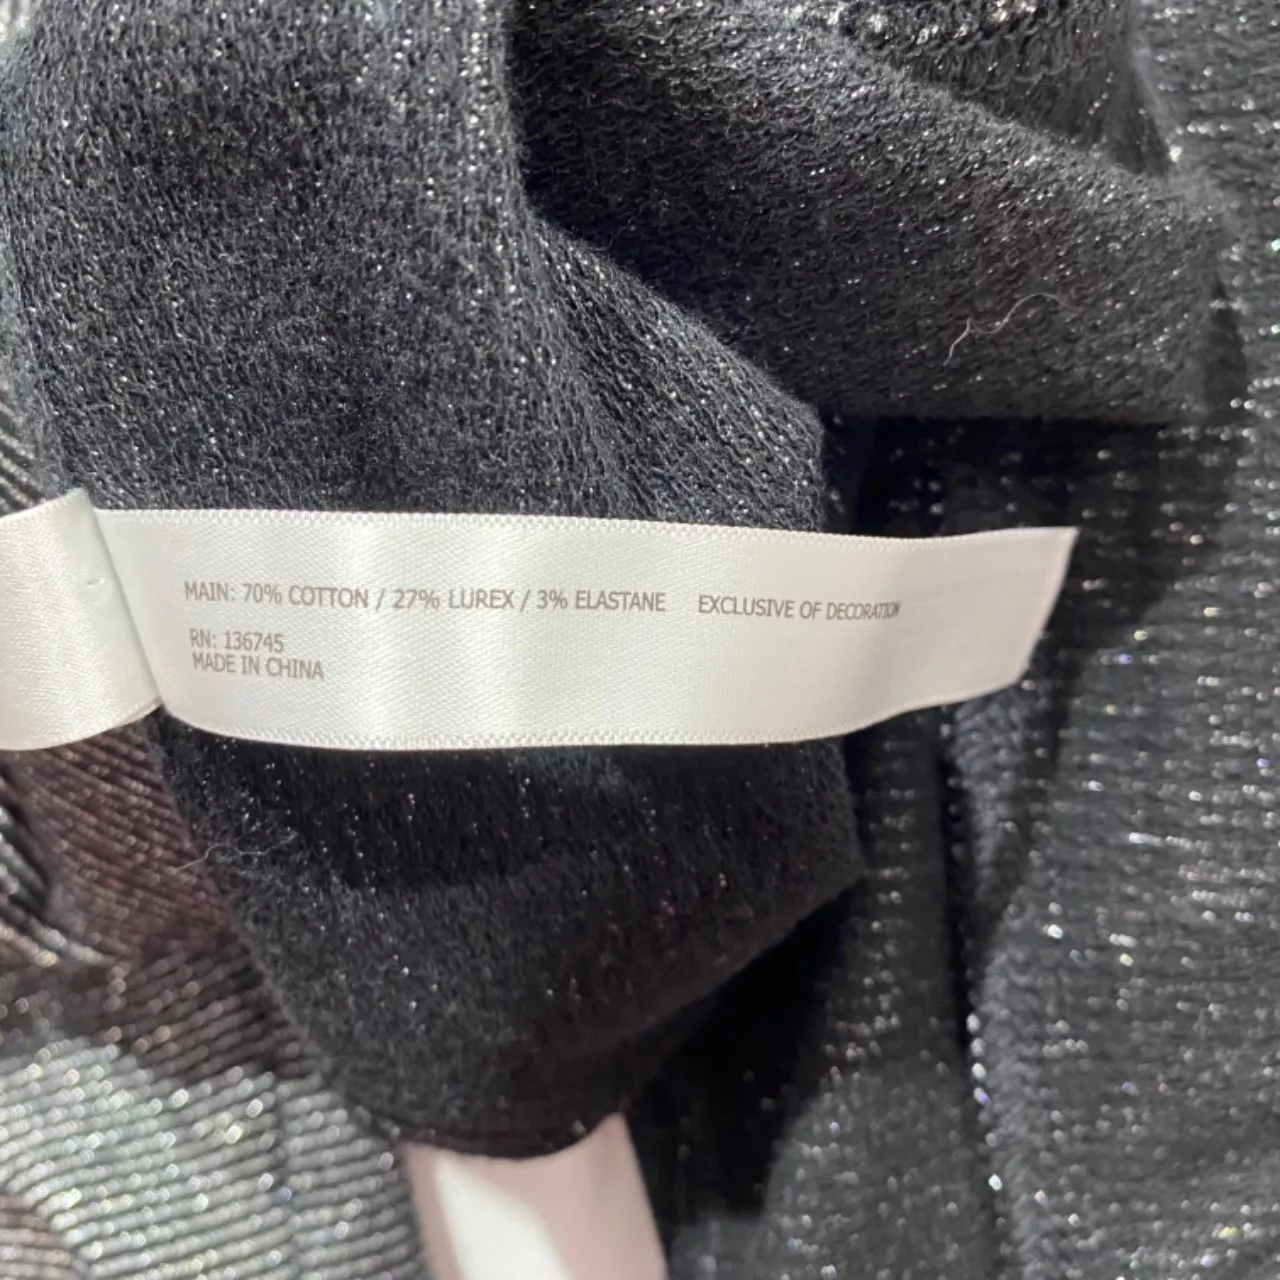 MAIN: 70% COTTON / 27% LUREX / 3% ELASTANE EXCLUSIVE OF DECORATION
RN: 136745
MADE IN CHINA